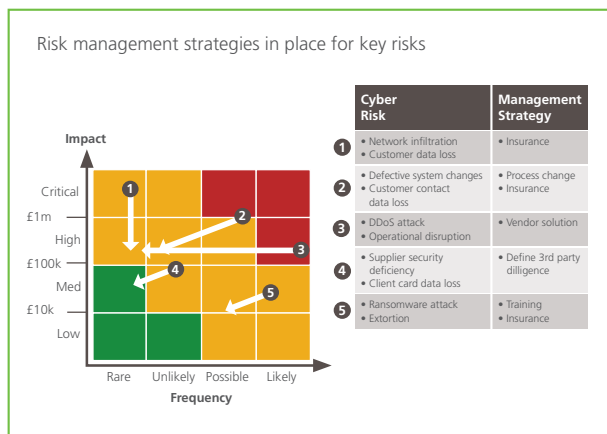 Risk management strategies in place for key risks
Impact
Critical
£1m
High
£100k
Med
£10k
Low
1
2
3
4
5
Rare Unlikely Possible Likely
Frequency
Cyber Management
Risk Strategy
1 • Network infiltration • Insurance
• Customer data loss
2 • Defective system changes • Process change
• Customer contact • Insurance
data loss
3 • DDoS attack • Vendor solution
• Operational disruption
4 • Supplier security • Define 3rd party
deficiency dilligence
• Client card data loss
5 • Ransomware attack • Training
• Extortion • Insurance